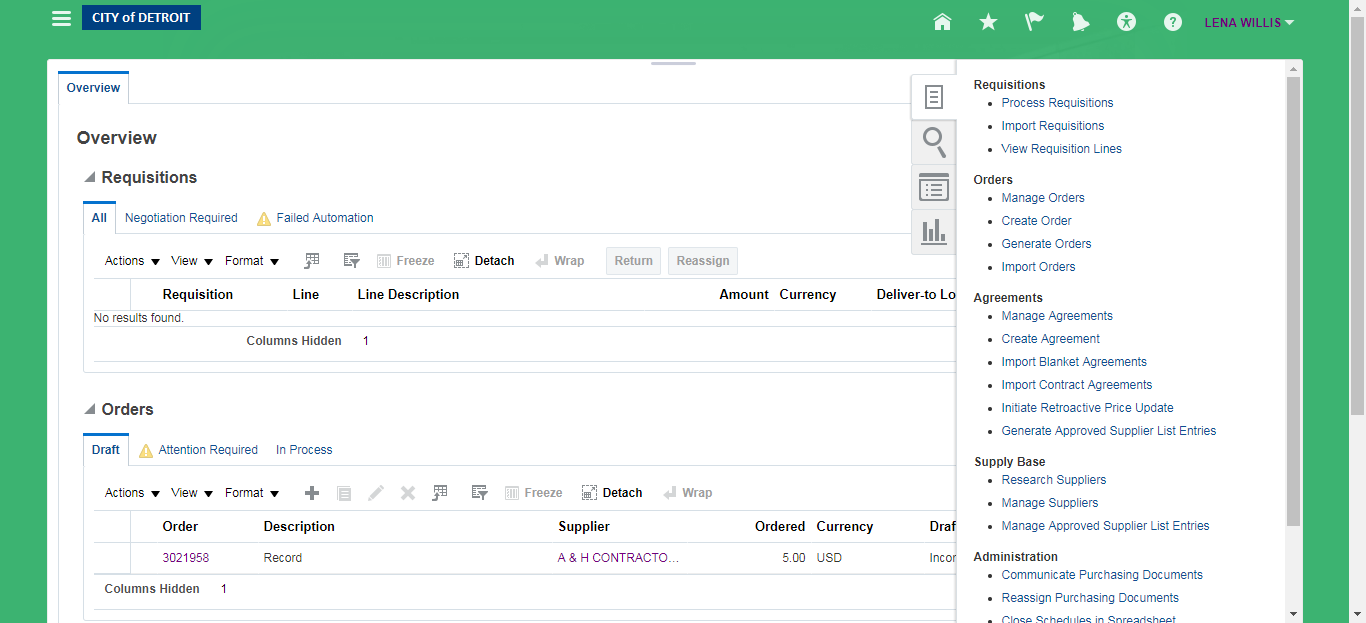 CITY of DETROIT
LENA WILLIS
Overview
Overview
Requisitions
All Negotiation Required Failed Automation
Actions View Format Freeze Detach Wrap Return Reassign
Requisition Line Line Description Amount Currency Deliver-to Lo
No results found.
Columns Hidden 1
Orders
Draft Attention Required In Process
Actions View Format Freeze Detach Wrap
Order Description Supplier Ordered Currency Draf
3021958 Record A & H CONTRACTO... 5.00 USD Incor
Columns Hidden 1
Requisitions
Process Requisitions
Import Requisitions
View Requisition Lines
Orders
Manage Orders
Create Order
Generate Orders
Import Orders
Agreements
Manage Agreements
Create Agreement
Import Blanket Agreements
Import Contract Agreements
Initiate Retroactive Price Update
Generate Approved Supplier List Entries
Supply Base
Research Suppliers
Manage Suppliers
Manage Approved Supplier List Entries
Administration
Communicate Purchasing Documents
Reassign Purchasing Documents
Close Schedules in Spreadsheet